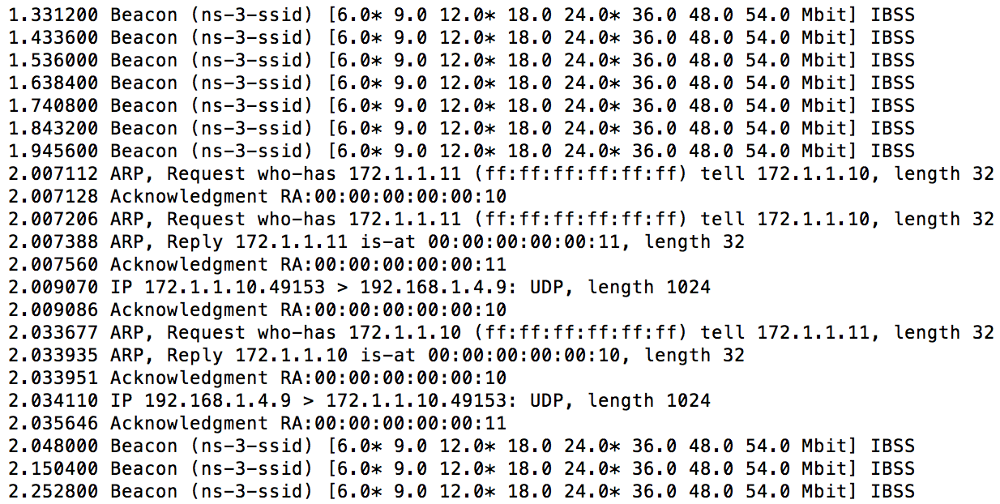 1.331200 Beacon (ns-3-ssid) [6.0* 9.0 12.0* 18.0 24.0* 36.0 48.0 54.0 Mbit] IBSS
1.433600 Beacon (ns-3-ssid) [6.0* 9.0 12.0* 18.0 24.0* 36.0 48.0 54.0 Mbit] IBSS
1.536000 Beacon (ns-3-ssid) [6.0* 9.0 12.0* 18.0 24.0* 36.0 48.0 54.0 Mbit] IBSS
1.638400 Beacon (ns-3-ssid) [6.0* 9.0 12.0* 18.0 24.0* 36.0 48.0 54.0 Mbit] IBSS
1.740800 Beacon (ns-3-ssid) [6.0* 9.0 12.0* 18.0 24.0* 36.0 48.0 54.0 Mbit] IBSS
1.843200 Beacon (ns-3-ssid) [6.0* 9.0 12.0* 18.0 24.0* 36.0 48.0 54.0 Mbit] IBSS
1.945600 Beacon (ns-3-ssid) [6.0* 9.0 12.0* 18.0 24.0* 36.0 48.0 54.0 Mbit] IBSS
2.007112 ARP, Request who-has 172.1.1.11 (ff:ff:ff:ff:ff:ff) tell 172.1.1.10, length 32
2.007128 Acknowledgment RA:00:00:00:00:00:10
2.007206 ARP, Request who-has 172.1.1.11 (ff:ff:ff:ff:ff:ff) tell 172.1.1.10, length 32
2.007388 ARP, Reply 172.1.1.11 is-at 00:00:00:00:00:11, length 32
2.007560 Acknowledgment RA:00:00:00:00:00:11
2.009070 IP 172.1.1.10.49153 > 192.168.1.4.9: UDP, length 1024
2.009086 Acknowledgment RA:00:00:00:00:00:10
2.033677 ARP, Request who-has 172.1.1.10 (ff:ff:ff:ff:ff:ff) tell 172.1.1.11, length 32
2.033935 ARP, Reply 172.1.1.10 is-at 00:00:00:00:00:10, length 32
2.033951 Acknowledgment RA:00:00:00:00:00:10
2.034110 IP 192.168.1.4.9 > 172.1.1.10.49153: UDP, length 1024
2.035646 Acknowledgment RA:00:00:00:00:00:11
2.048000 Beacon (ns-3-ssid) [6.0* 9.0 12.0* 18.0 24.0* 36.0 48.0 54.0 Mbit] IBSS
2.150400 Beacon (ns-3-ssid) [6.0* 9.0 12.0* 18.0 24.0* 36.0 48.0 54.0 Mbit] IBSS
2.252800 Beacon (ns-3-ssid) [6.0* 9.0 12.0* 18.0 24.0* 36.0 48.0 54.0 Mbit] IBSS